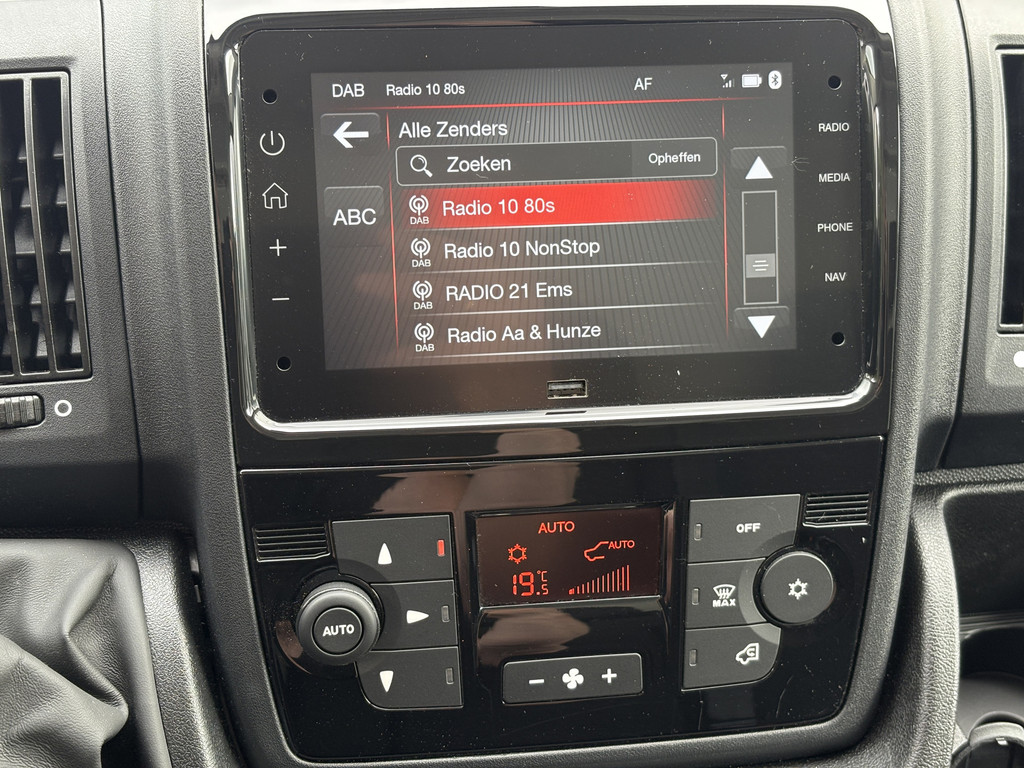 DAB Radio 10 80s AF
Alle Zenders
Zoeken Opheffen
ABC
DAB Radio 10 80s
DAB Radio 10 NonStop
DAB RADIO 21 Ems
DAB Radio Aa & Hunze
RADIO
MEDIA
PHONE
NAV
AUTO
AUTO
19.5 °C
AUTO
OFF
MAX